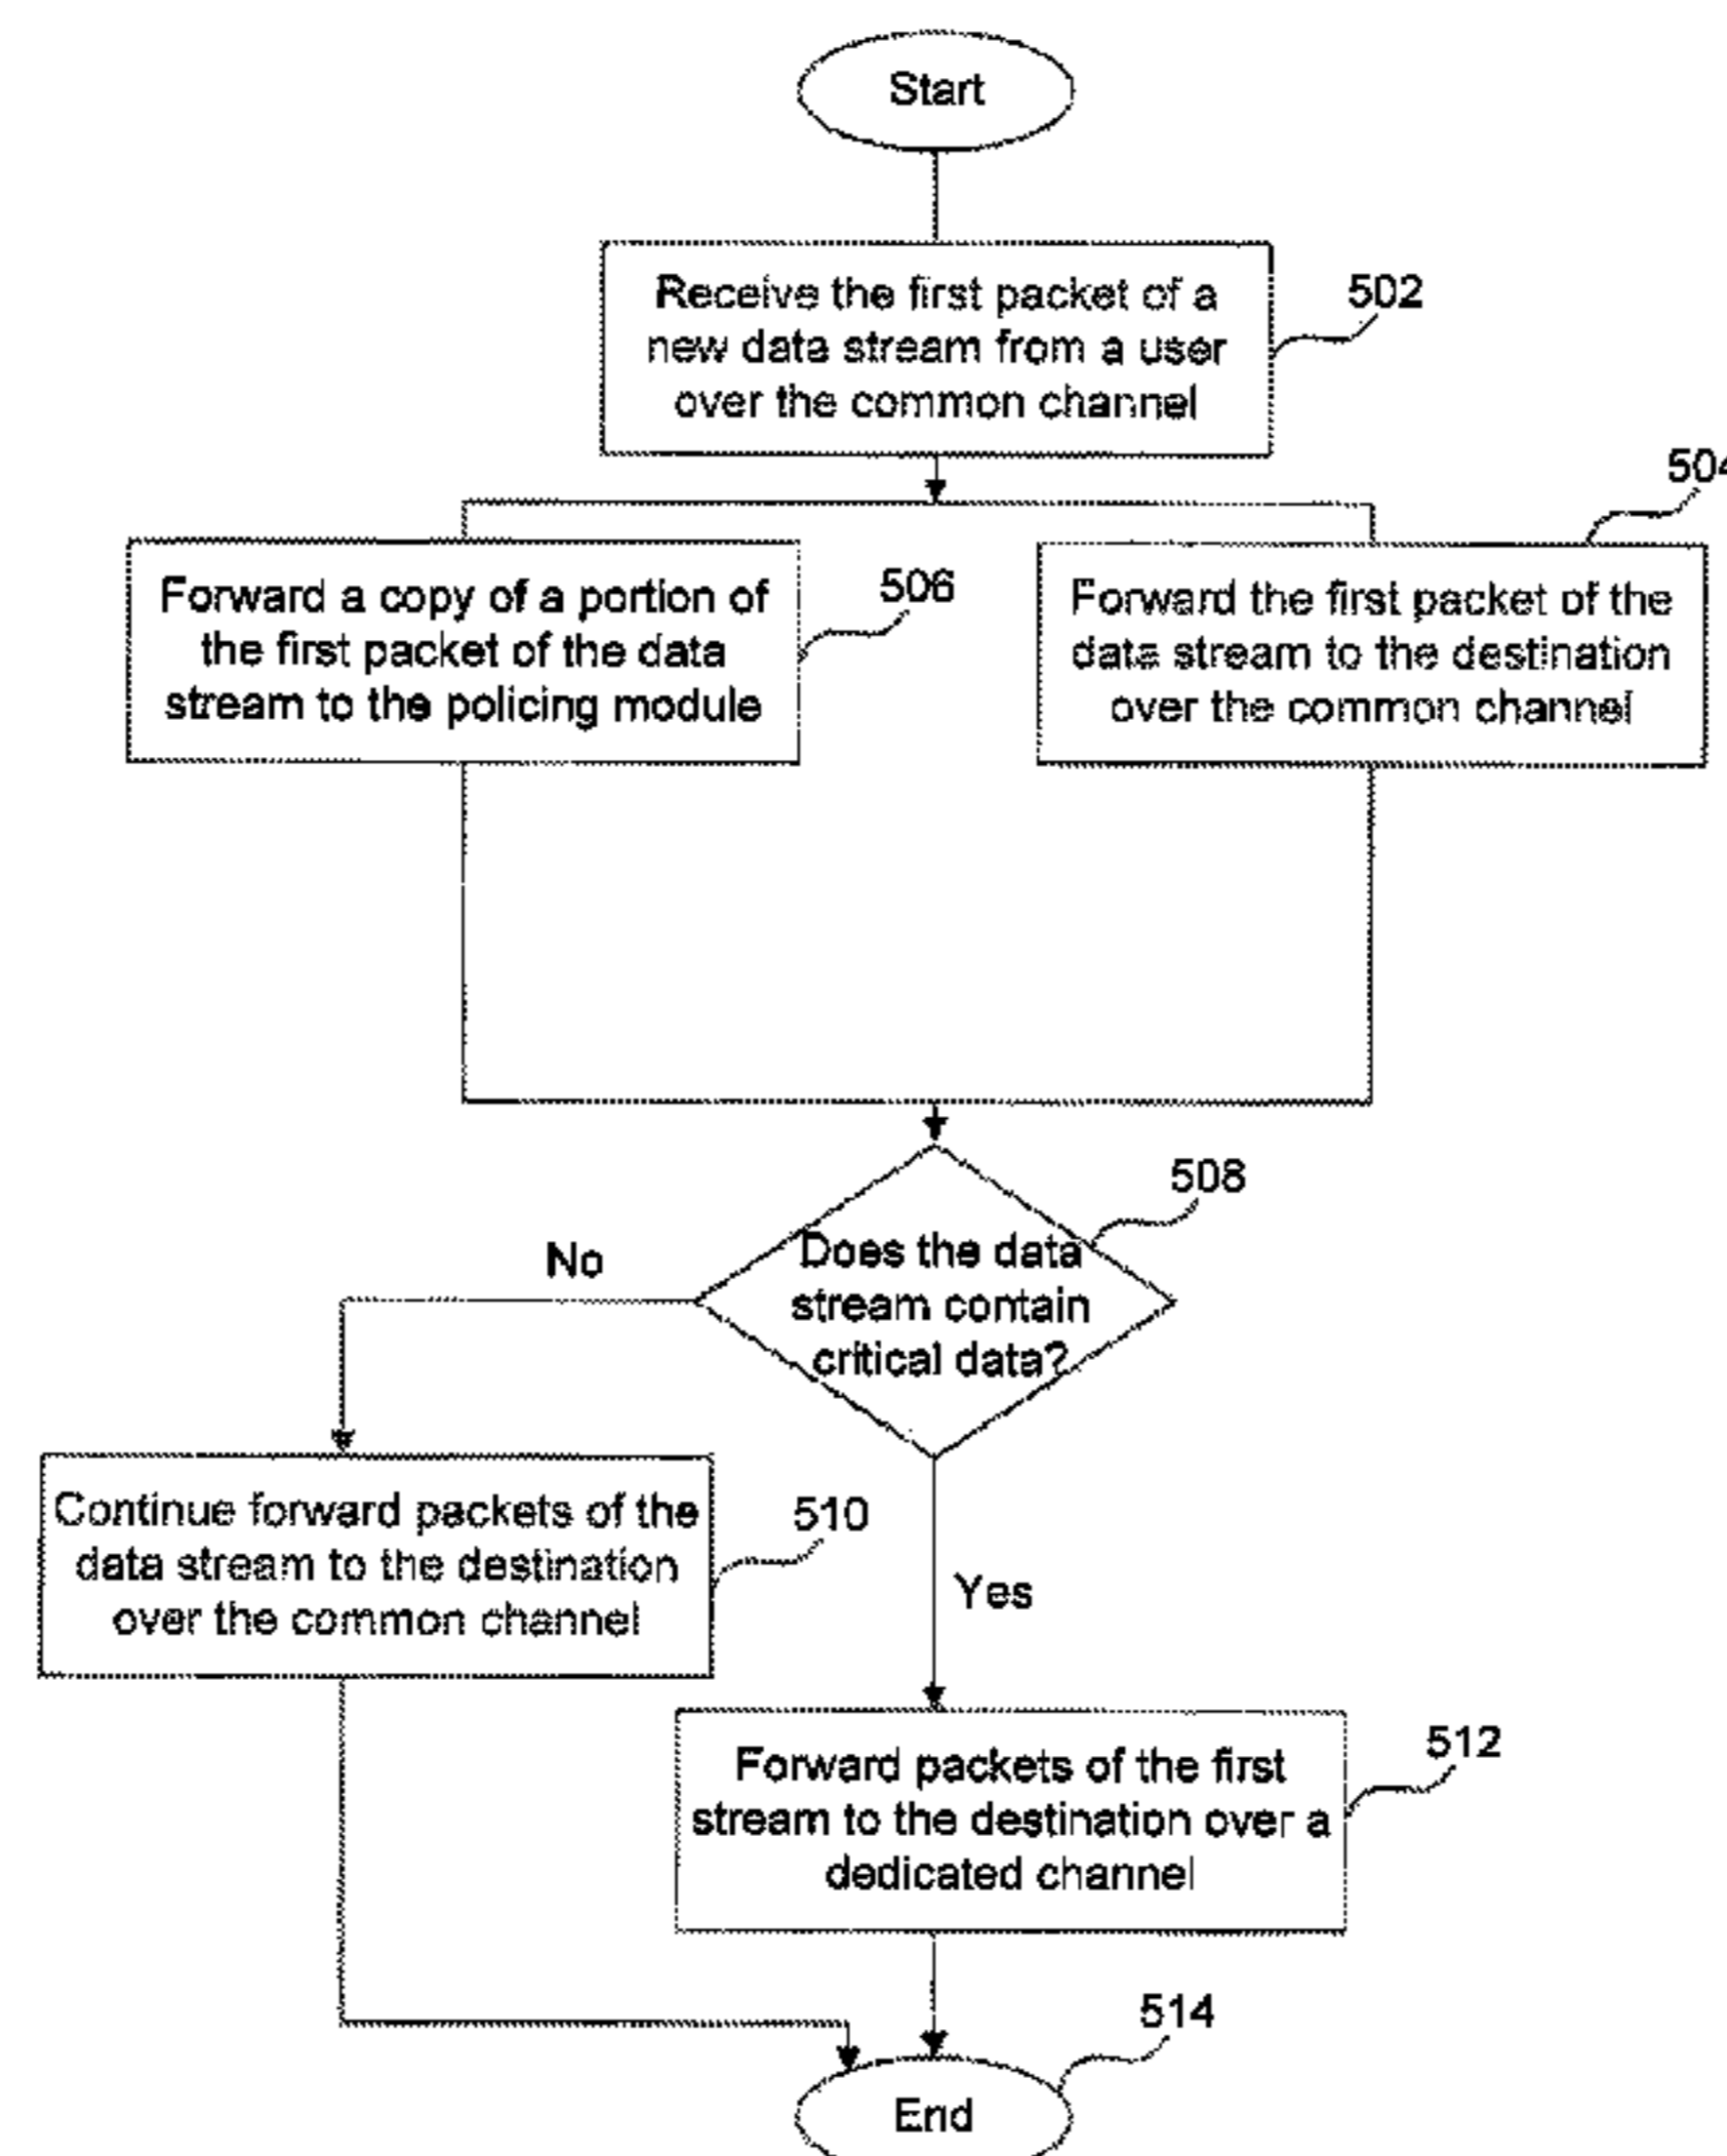 Start
Receive the first packet of a
new data stream from a user
over the common channel
502
504
Forward a copy of a portion of
the first packet of the data
stream to the policing module
506
Forward the first packet of the
data stream to the destination
over the common channel
508
Does the data
stream contain
critical data?
No
Yes
Continue forward packets of the
data stream to the destination
over the common channel
510
Forward packets of the first
stream to the destination over a
dedicated channel
512
514
End